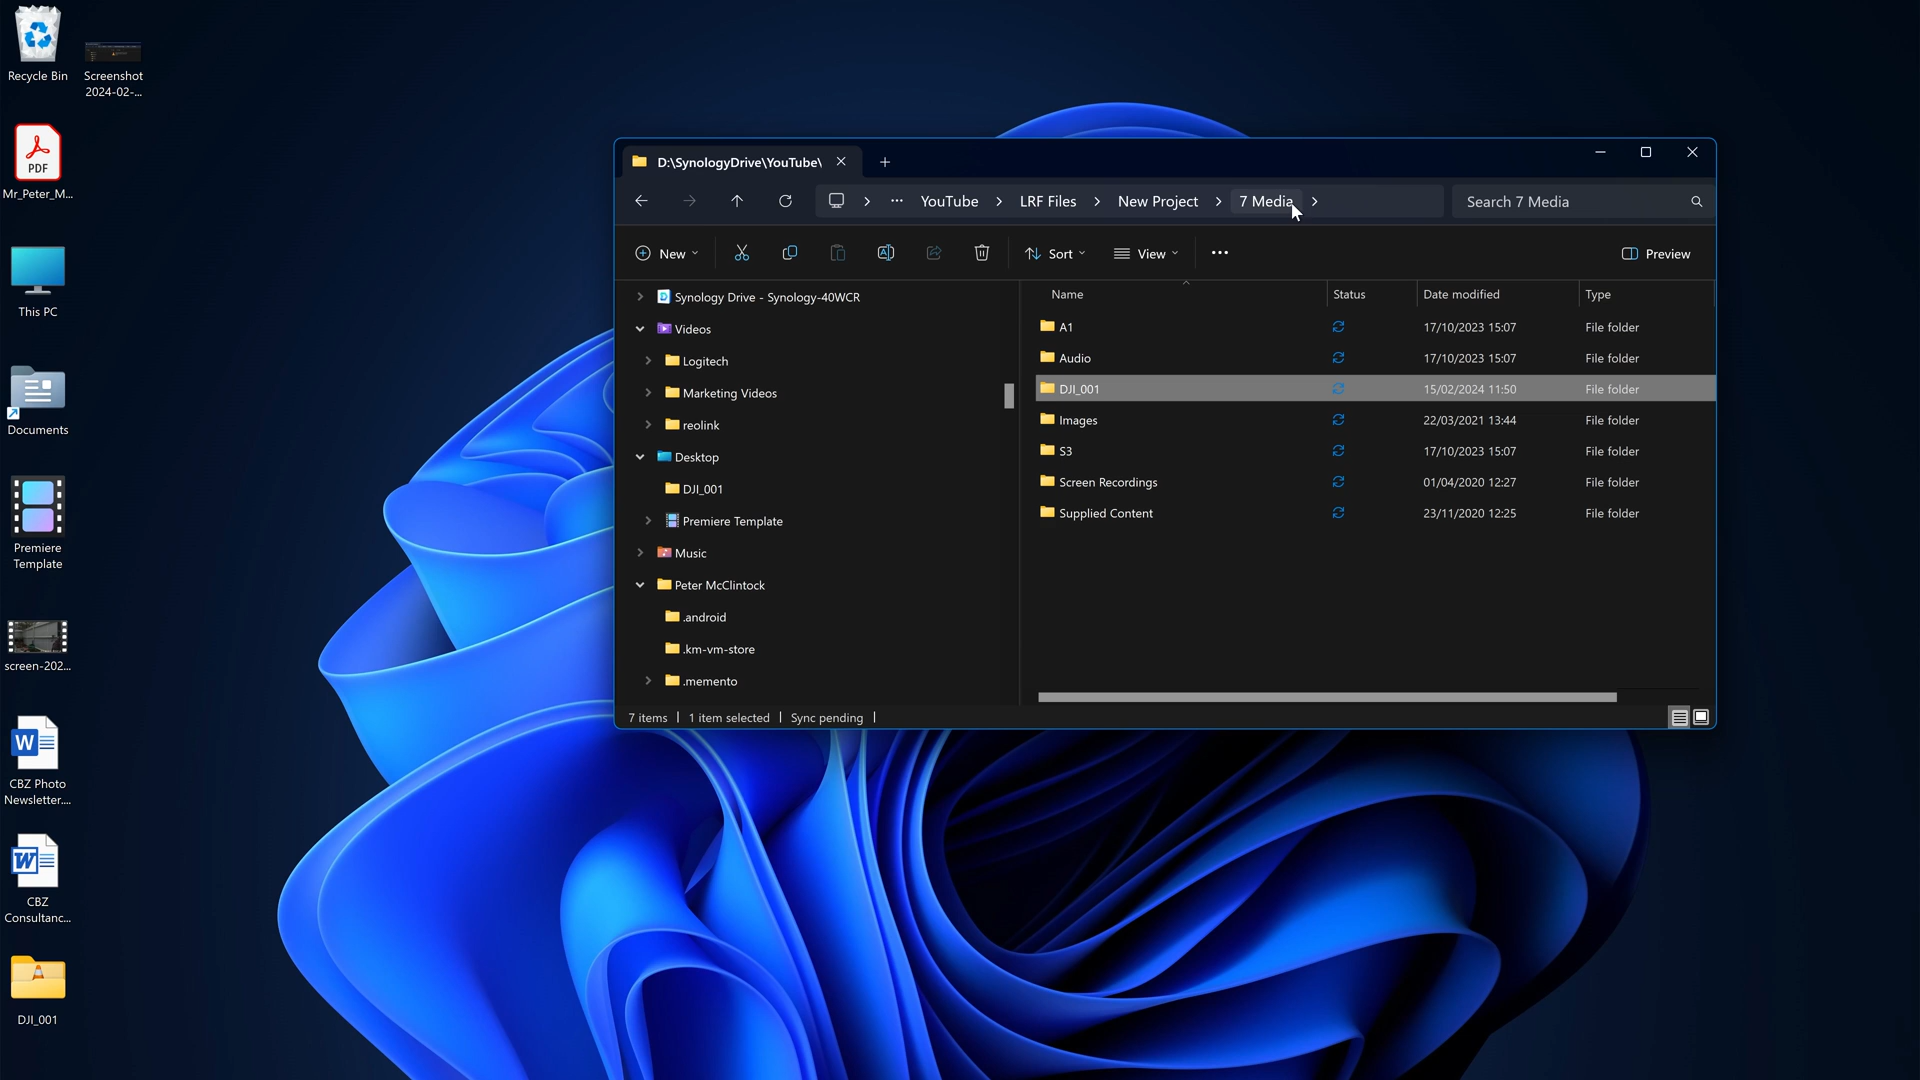 Recycle Bin
Screenshot
2024-02-...
PDF
Mr_Peter_M...
This PC
Documents
Premiere
Template
screen-202...
W
CBZ Photo
Newsletter....
W
CBZ
Consultanc...
DJI_001
D:\SynologyDrive\YouTube\
YouTube
LRF Files
New Project
7 Media
Search 7 Media
New
Sort
View
Preview
Synology Drive - Synology-40WCR
Videos
Logitech
Marketing Videos
reolink
Desktop
DJI_001
Premiere Template
Music
Peter McClintock
.android
.km-vm-store
.memento
Name Status Date modified Type
A1 17/10/2023 15:07 File folder
Audio 17/10/2023 15:07 File folder
DJI_001 15/02/2024 11:50 File folder
Images 22/03/2021 13:44 File folder
S3 17/10/2023 15:07 File folder
Screen Recordings 01/04/2020 12:27 File folder
Supplied Content 23/11/2020 12:25 File folder
7 items
1 item selected
Sync pending